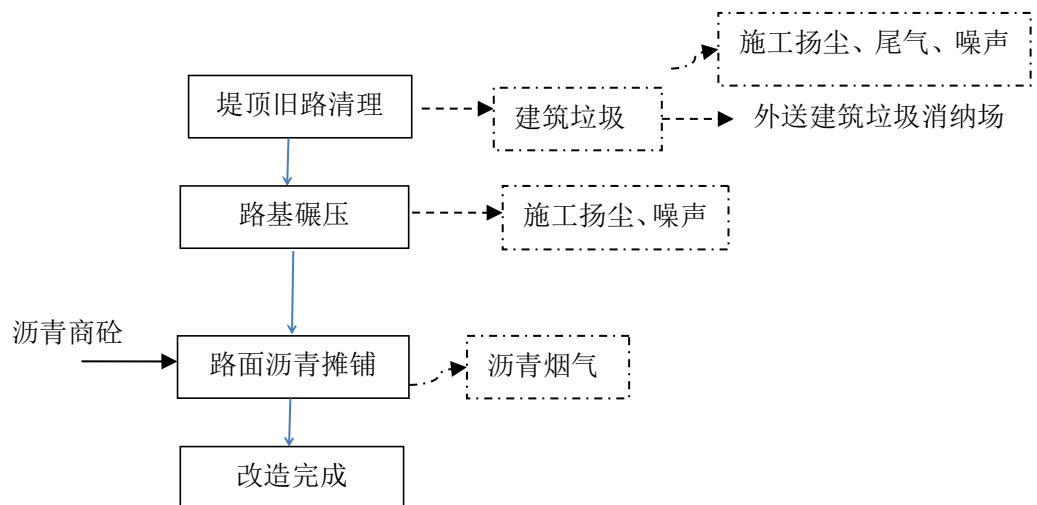 施工扬尘、尾气、噪声
堤顶旧路清理
建筑垃圾
外送建筑垃圾消纳场
路基碾压
施工扬尘、噪声
沥青商砼
路面沥青摊铺
沥青烟气
改造完成